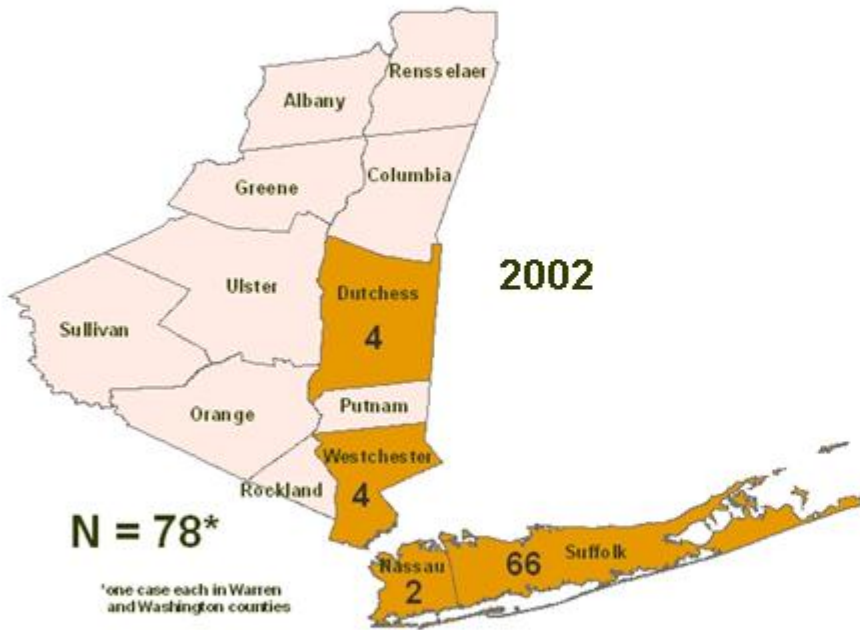 Rensselaer
Albany
Columbia
Greene
2002
Ulster
Dutchess
4
Sullivan
Putnam
Orange
Westchester
4
Rockland
N = 78*
66 Suffolk
Nassau
2
*one case each in Warren
and Washington counties